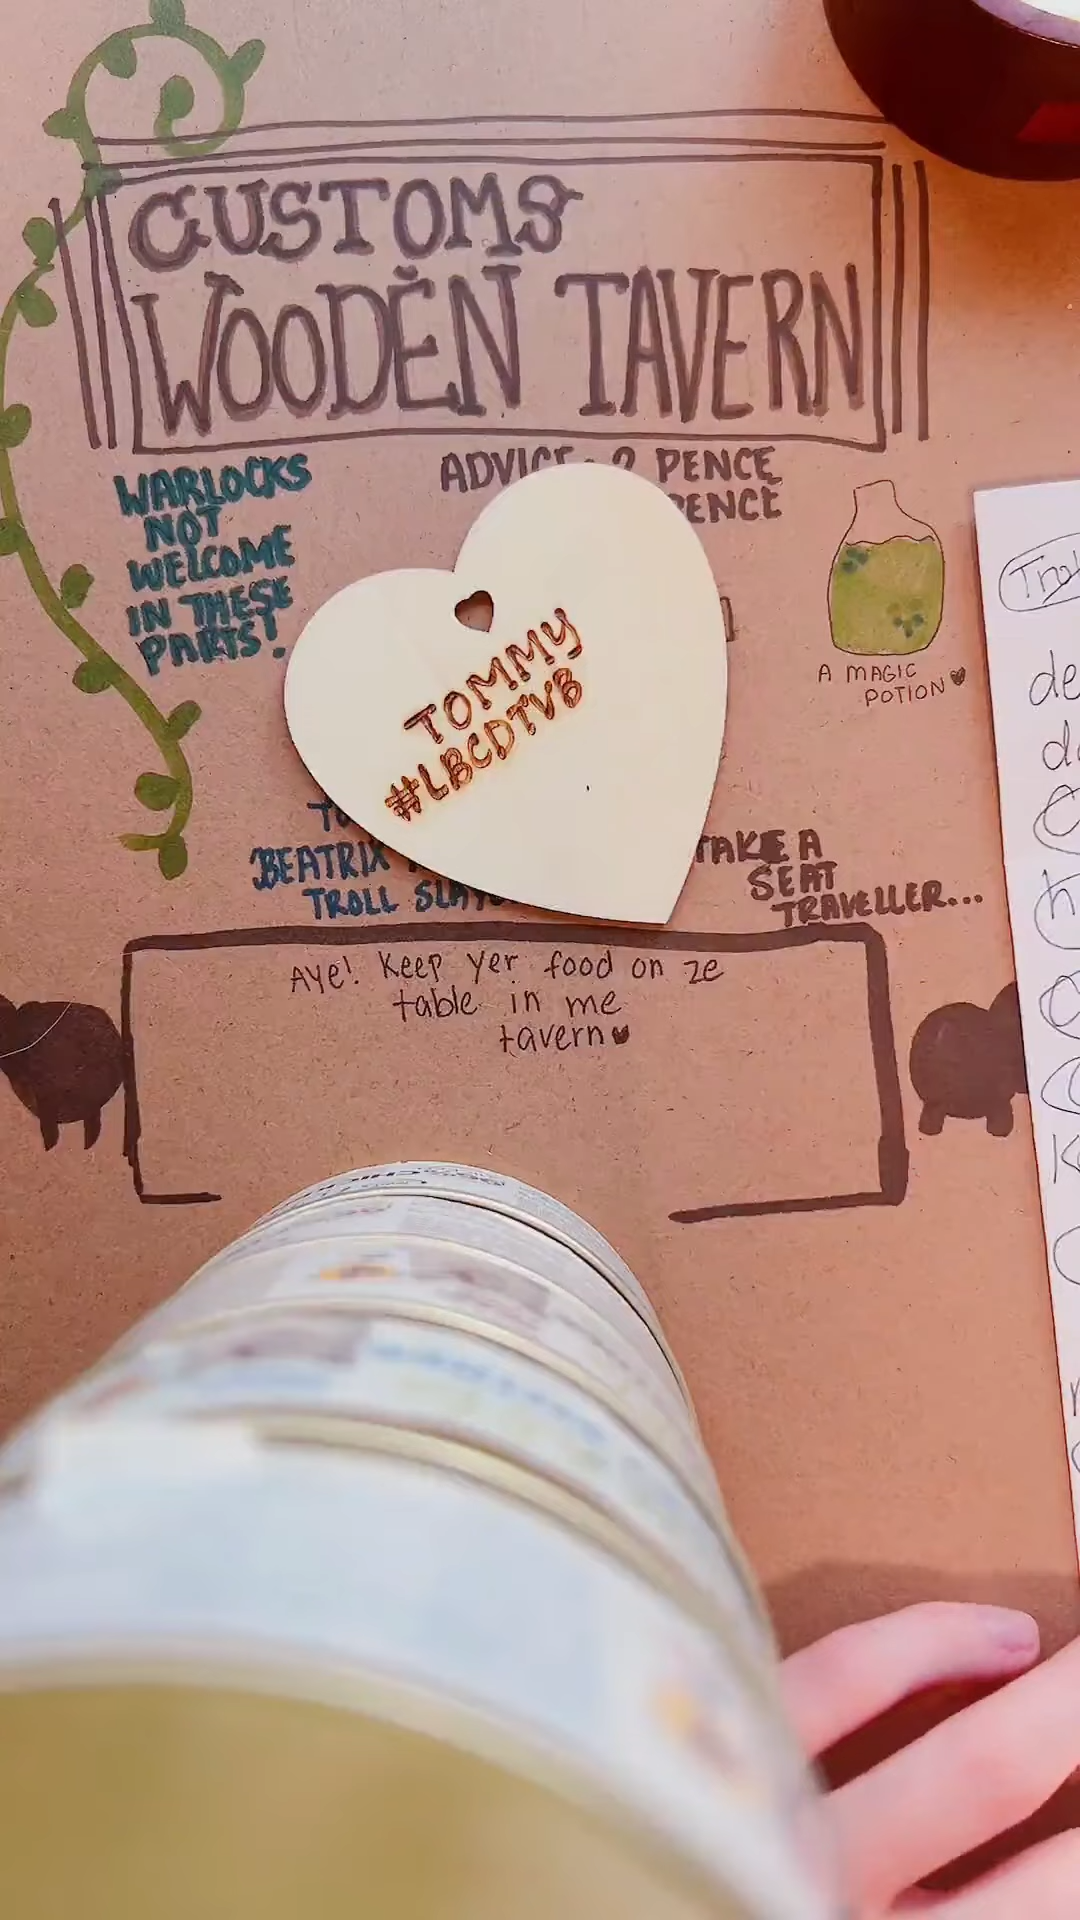 CUSTOMS
WOODEN TAVERN
WARLOCKS
NOT
WELCOME
IN THESE
PARTS!
ADVICE 2 PENCE
PENCE
A MAGIC
POTION
TOMMY
#LBCDTVB
BEATRIX
TROLL
TAKE A
SEAT
TRAVELLER...
Aye! Keep yer food on ze
table in me
tavern